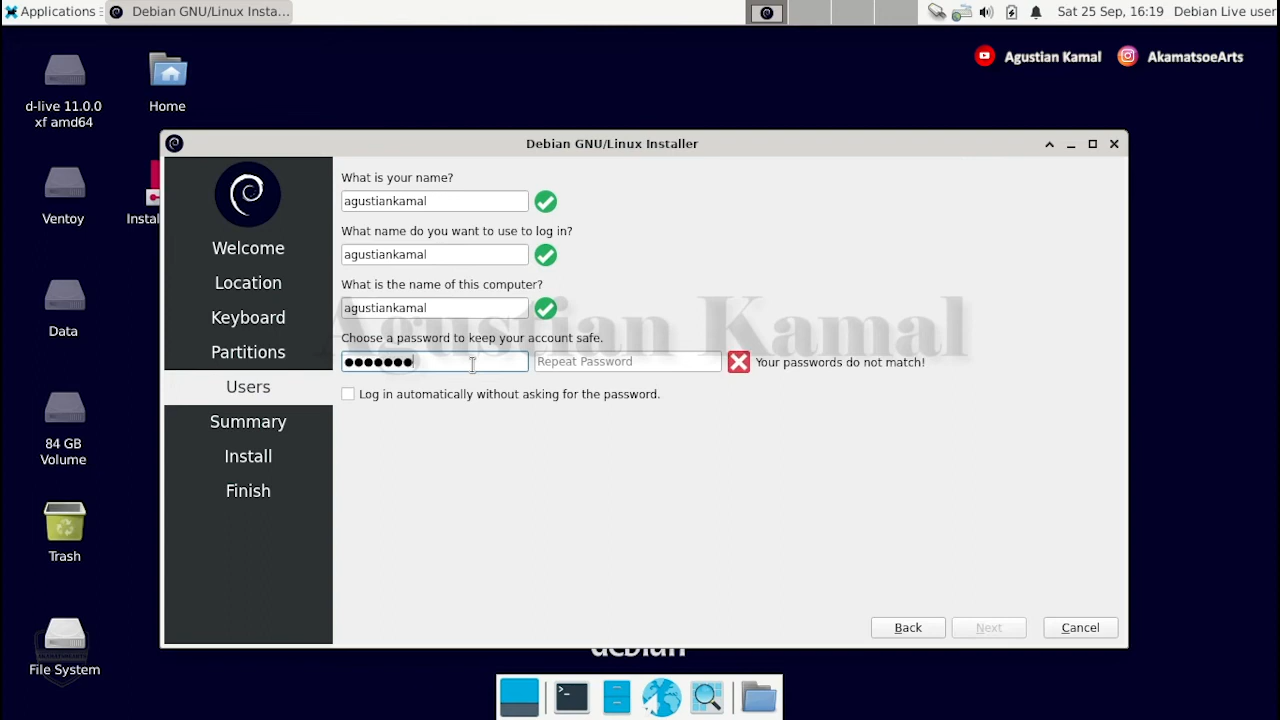 Applications
Debian GNU/Linux Insta...
Sat 25 Sep, 16:19
Debian Live user
Agustian Kamal
AkamatsoeArts
d-live 11.0.0
xf amd64
Home
Ventoy
Instal
Data
84 GB
Volume
Trash
File System
Debian GNU/Linux Installer
Welcome
Location
Keyboard
Partitions
Users
Summary
Install
Finish
What is your name?
agustiankamal
What name do you want to use to log in?
agustiankamal
What is the name of this computer?
agustiankamal
Agustian Kamal
Choose a password to keep your account safe.
●●●●●●●
Repeat Password
Your passwords do not match!
Log in automatically without asking for the password.
Back
Next
Cancel
debian